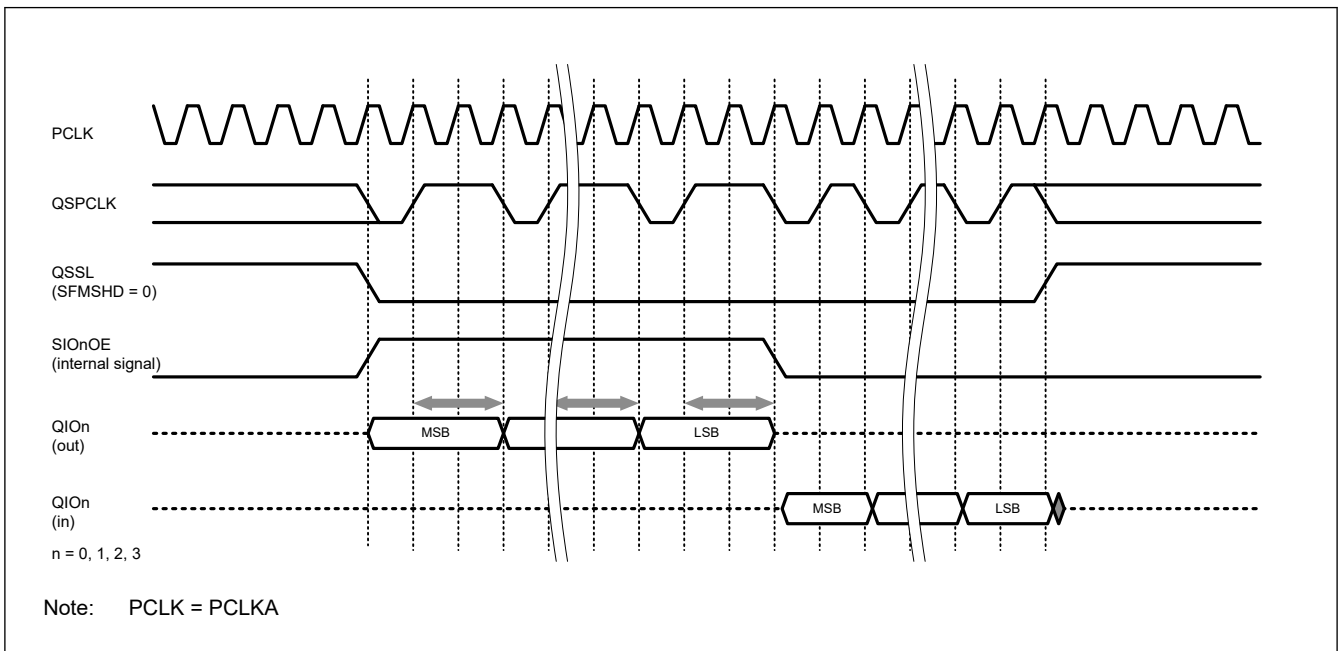 PCLK
QSPCLK
QSSL
(SFMSHD = 0)
SIOnOE
(internal signal)
QIOn
(out)
MSB
LSB
QIOn
(in)
MSB
LSB
n = 0, 1, 2, 3
Note: PCLK = PCLKA